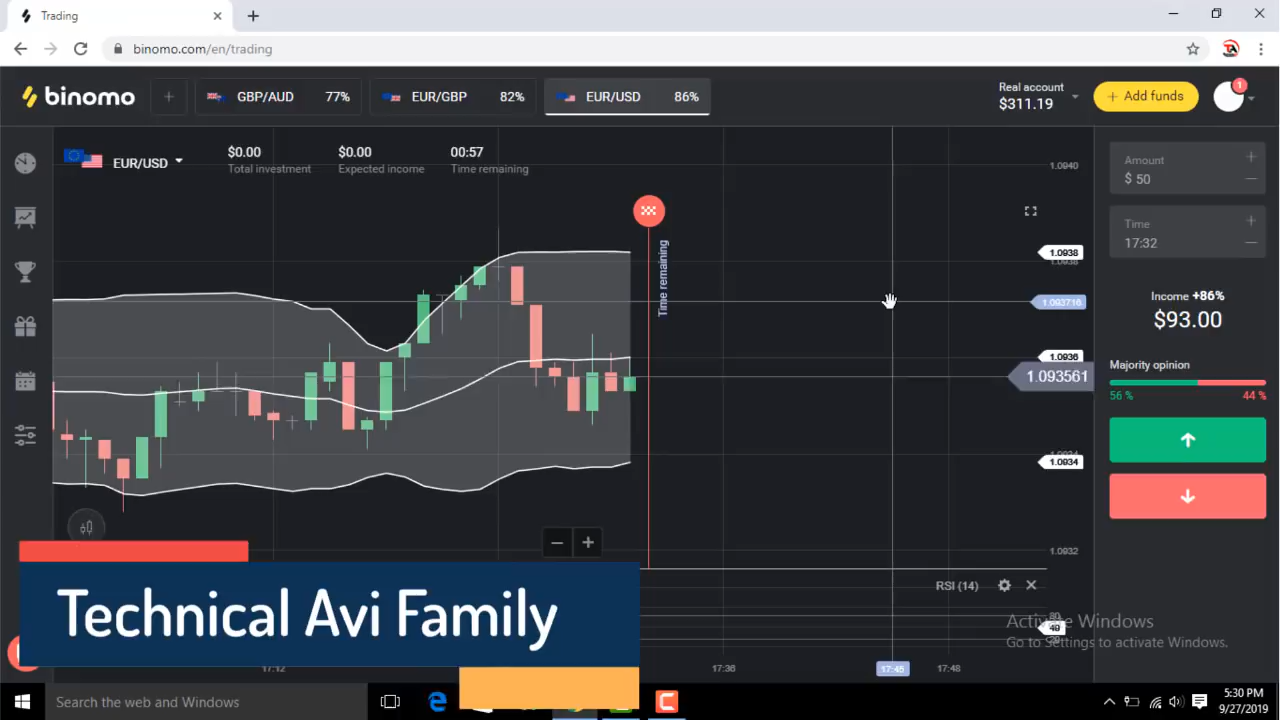 Trading
binomo.com/en/trading
binomo
GBP/AUD 77%
EUR/GBP 82%
EUR/USD 86%
Real account
$311.19
+ Add funds
1
EUR/USD
$0.00
Total investment
$0.00
Expected income
00:57
Time remaining
1.0940
Amount
$ 50
Time
17:32
Time remaining
1.0938
1.093716
Income +86%
$93.00
1.0936
1.093561
Majority opinion
56 %
44 %
1.0934
1.0932
RSI (14)
Technical Avi Family
Activate Windows
Go to Settings to activate Windows.
17:12
17:36
17:45
17:48
Search the web and Windows
5:30 PM
9/27/2019